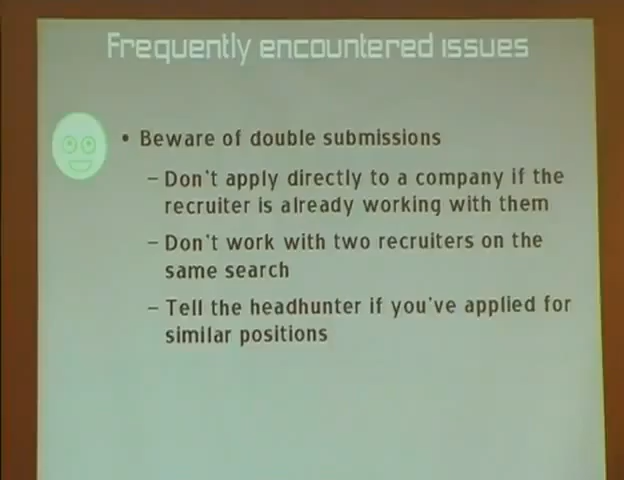 Frequently encountered issues
• Beware of double submissions
– Don't apply directly to a company if the
recruiter is already working with them
– Don't work with two recruiters on the
same search
– Tell the headhunter if you've applied for
similar positions